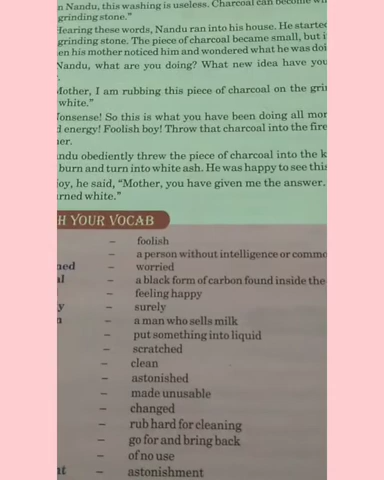 n Nandu, this washing is useless. Charcoal can become wh
grinding stone."
Hearing these words, Nandu ran into his house. He started
grinding stone. The piece of charcoal became small, but i
en his mother noticed him and wondered what he was doi
Nandu, what are you doing? What new idea have you
Mother, I am rubbing this piece of charcoal on the grin
white."
Nonsense! So this is what you have been doing all mor
d energy! Foolish boy! Throw that charcoal into the fire
er.
ndu obediently threw the piece of charcoal into the k
burn and turn into white ash. He was happy to see this
joy, he said, "Mother, you have given me the answer.
urned white."
H YOUR VOCAB
– foolish
– a person without intelligence or commo
ned – worried
al – a black form of carbon found inside the
– feeling happy
y – surely
n – a man who sells milk
– put something into liquid
– scratched
– clean
– astonished
– made unusable
– changed
– rub hard for cleaning
– go for and bring back
– of no use
nt – astonishment